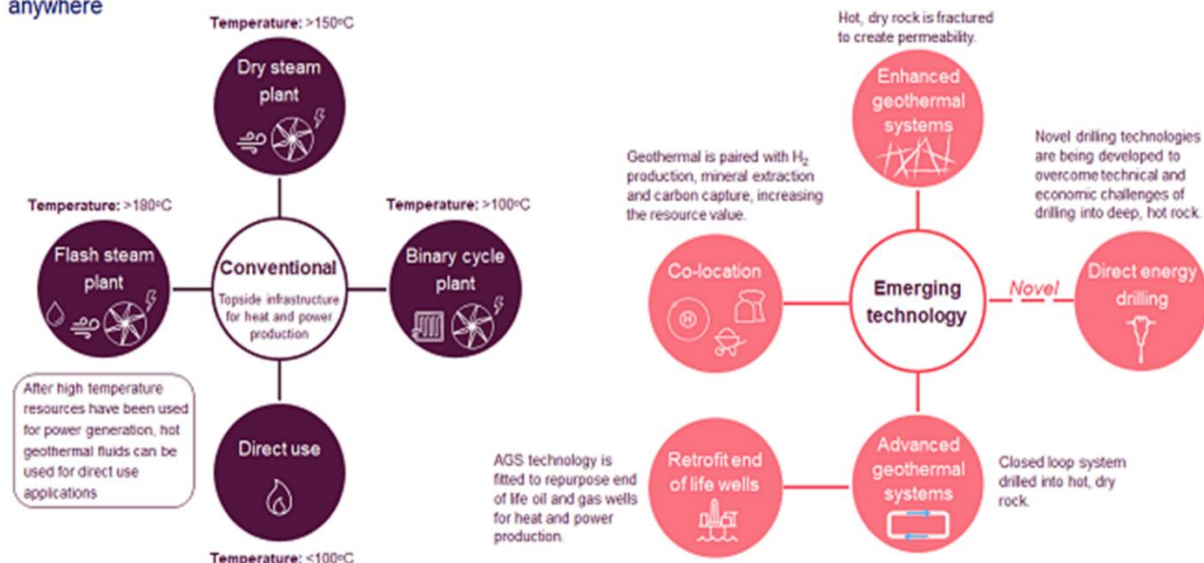 anywhere
Temperature: >150ºC
Dry steam
plant
Temperature: >180ºC
Flash steam
plant
Conventional
Topside infrastructure
for heat and power
production
Temperature: >100ºC
Binary cycle
plant
After high temperature
resources have been used
for power generation, hot
geothermal fluids can be
used for direct use
applications
Direct use
Temperature: <100ºC
Hot, dry rock is fractured
to create permeability.
Enhanced
geothermal
systems
Geothermal is paired with H₂
production, mineral extraction
and carbon capture, increasing
the resource value.
Co-location
H
Emerging
technology
Novel
Novel drilling technologies
are being developed to
overcome technical and
economic challenges of
drilling into deep, hot rock.
Direct energy
drilling
AGS technology is
fitted to repurpose end
of life oil and gas wells
for heat and power
production.
Retrofit end
of life wells
Advanced
geothermal
systems
Closed loop system
drilled into hot, dry
rock.